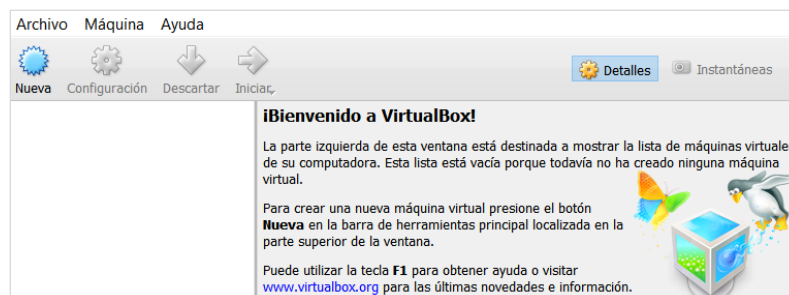 Archivo Máquina Ayuda
Nueva Configuración Descartar Iniciar
Detalles Instantáneas
¡Bienvenido a VirtualBox!
La parte izquierda de esta ventana está destinada a mostrar la lista de máquinas virtuale
de su computadora. Esta lista está vacía porque todavía no ha creado ninguna máquina
virtual.
Para crear una nueva máquina virtual presione el botón
Nueva en la barra de herramientas principal localizada en la
parte superior de la ventana.
Puede utilizar la tecla F1 para obtener ayuda o visitar
www.virtualbox.org para las últimas novedades e información.